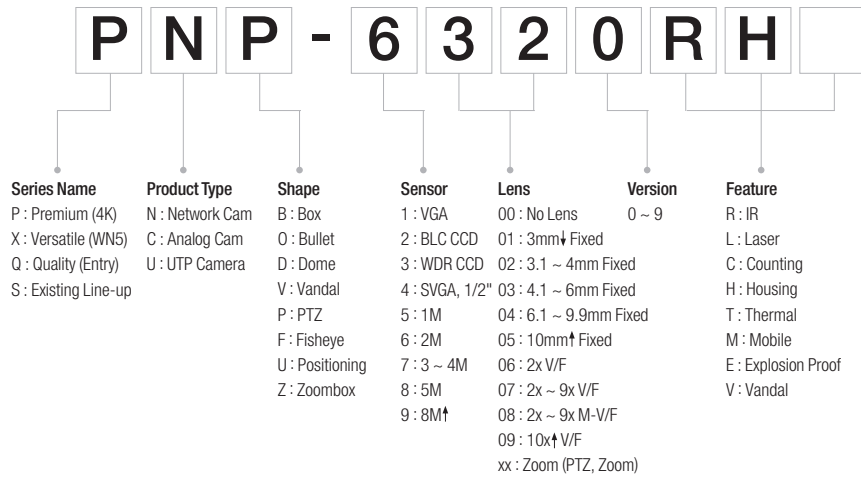 PNP-6320RH
Series Name
P : Premium (4K)
X : Versatile (WN5)
Q : Quality (Entry)
S : Existing Line-up
Product Type
N : Network Cam
C : Analog Cam
U : UTP Camera
Shape
B : Box
O : Bullet
D : Dome
V : Vandal
P : PTZ
F : Fisheye
U : Positioning
Z : Zoombox
Sensor
1 : VGA
2 : BLC CCD
3 : WDR CCD
4 : SVGA, 1/2"
5 : 1M
6 : 2M
7 : 3 ~ 4M
8 : 5M
9 : 8M↑
Lens
00 : No Lens
01 : 3mm↓ Fixed
02 : 3.1 ~ 4mm Fixed
03 : 4.1 ~ 6mm Fixed
04 : 6.1 ~ 9.9mm Fixed
05 : 10mm↑ Fixed
06 : 2x V/F
07 : 2x ~ 9x V/F
08 : 2x ~ 9x M-V/F
09 : 10x↑ V/F
xx : Zoom (PTZ, Zoom)
Version
0 ~ 9
Feature
R : IR
L : Laser
C : Counting
H : Housing
T : Thermal
M : Mobile
E : Explosion Proof
V : Vandal